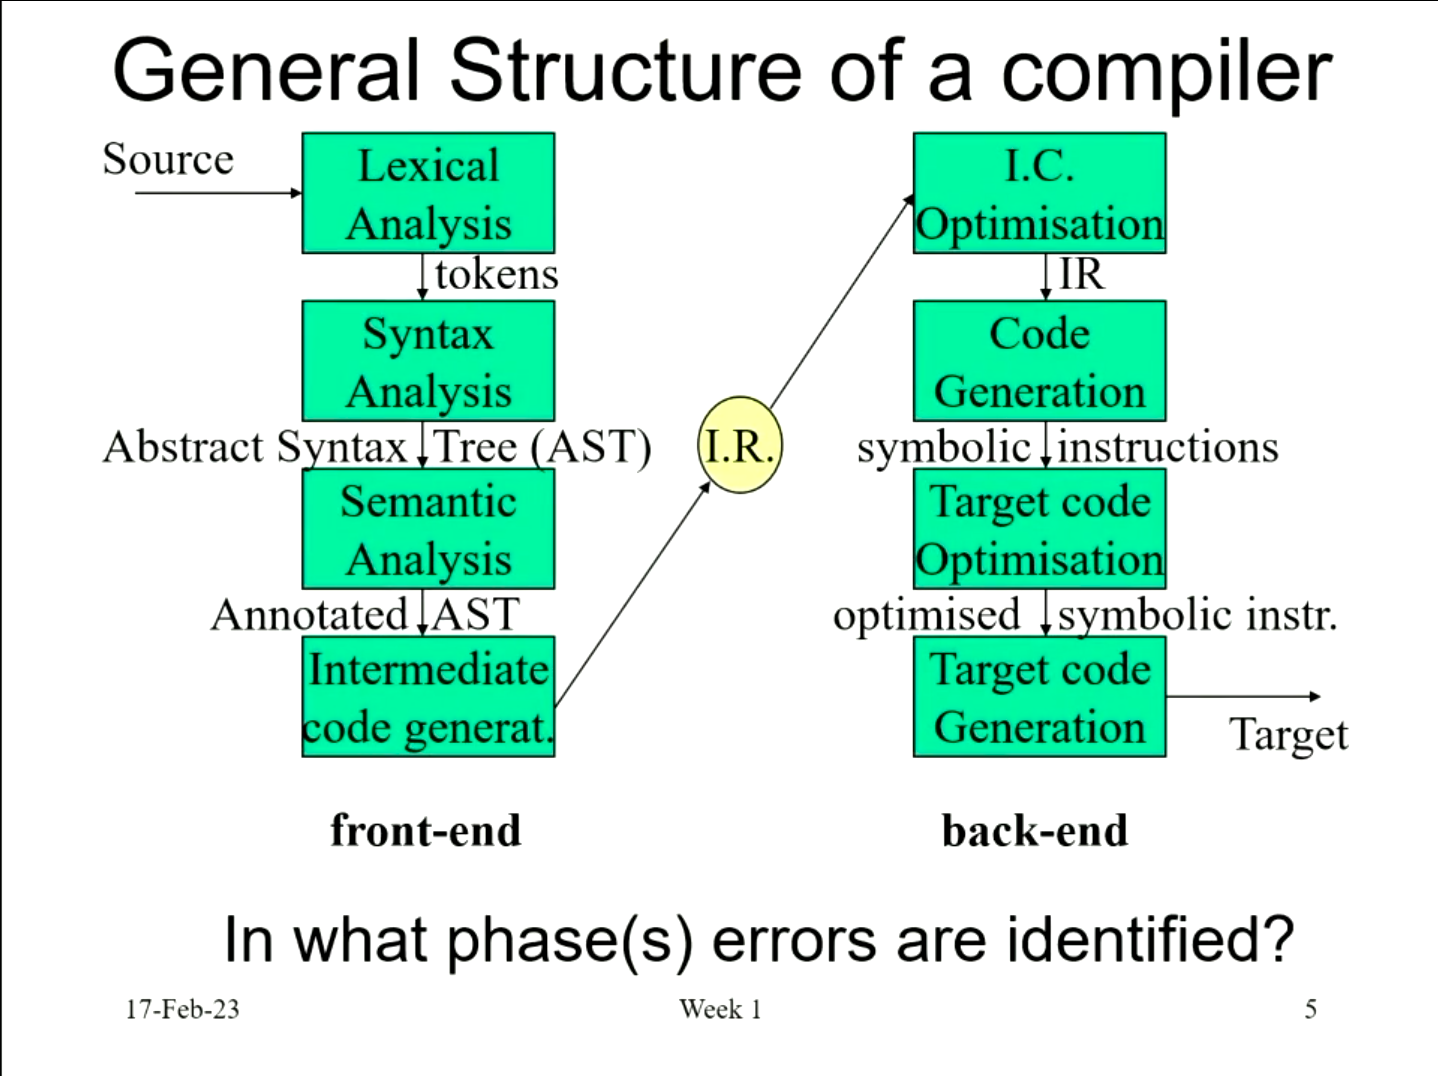 General Structure of a compiler
Source
Lexical
Analysis
tokens
Syntax
Analysis
Abstract Syntax Tree (AST)
Semantic
Analysis
Annotated AST
Intermediate
code generat.
front-end
I.R.
I.C.
Optimisation
IR
Code
Generation
symbolic instructions
Target code
Optimisation
optimised symbolic instr.
Target code
Generation
Target
back-end
In what phase(s) errors are identified?
17-Feb-23
Week 1
5